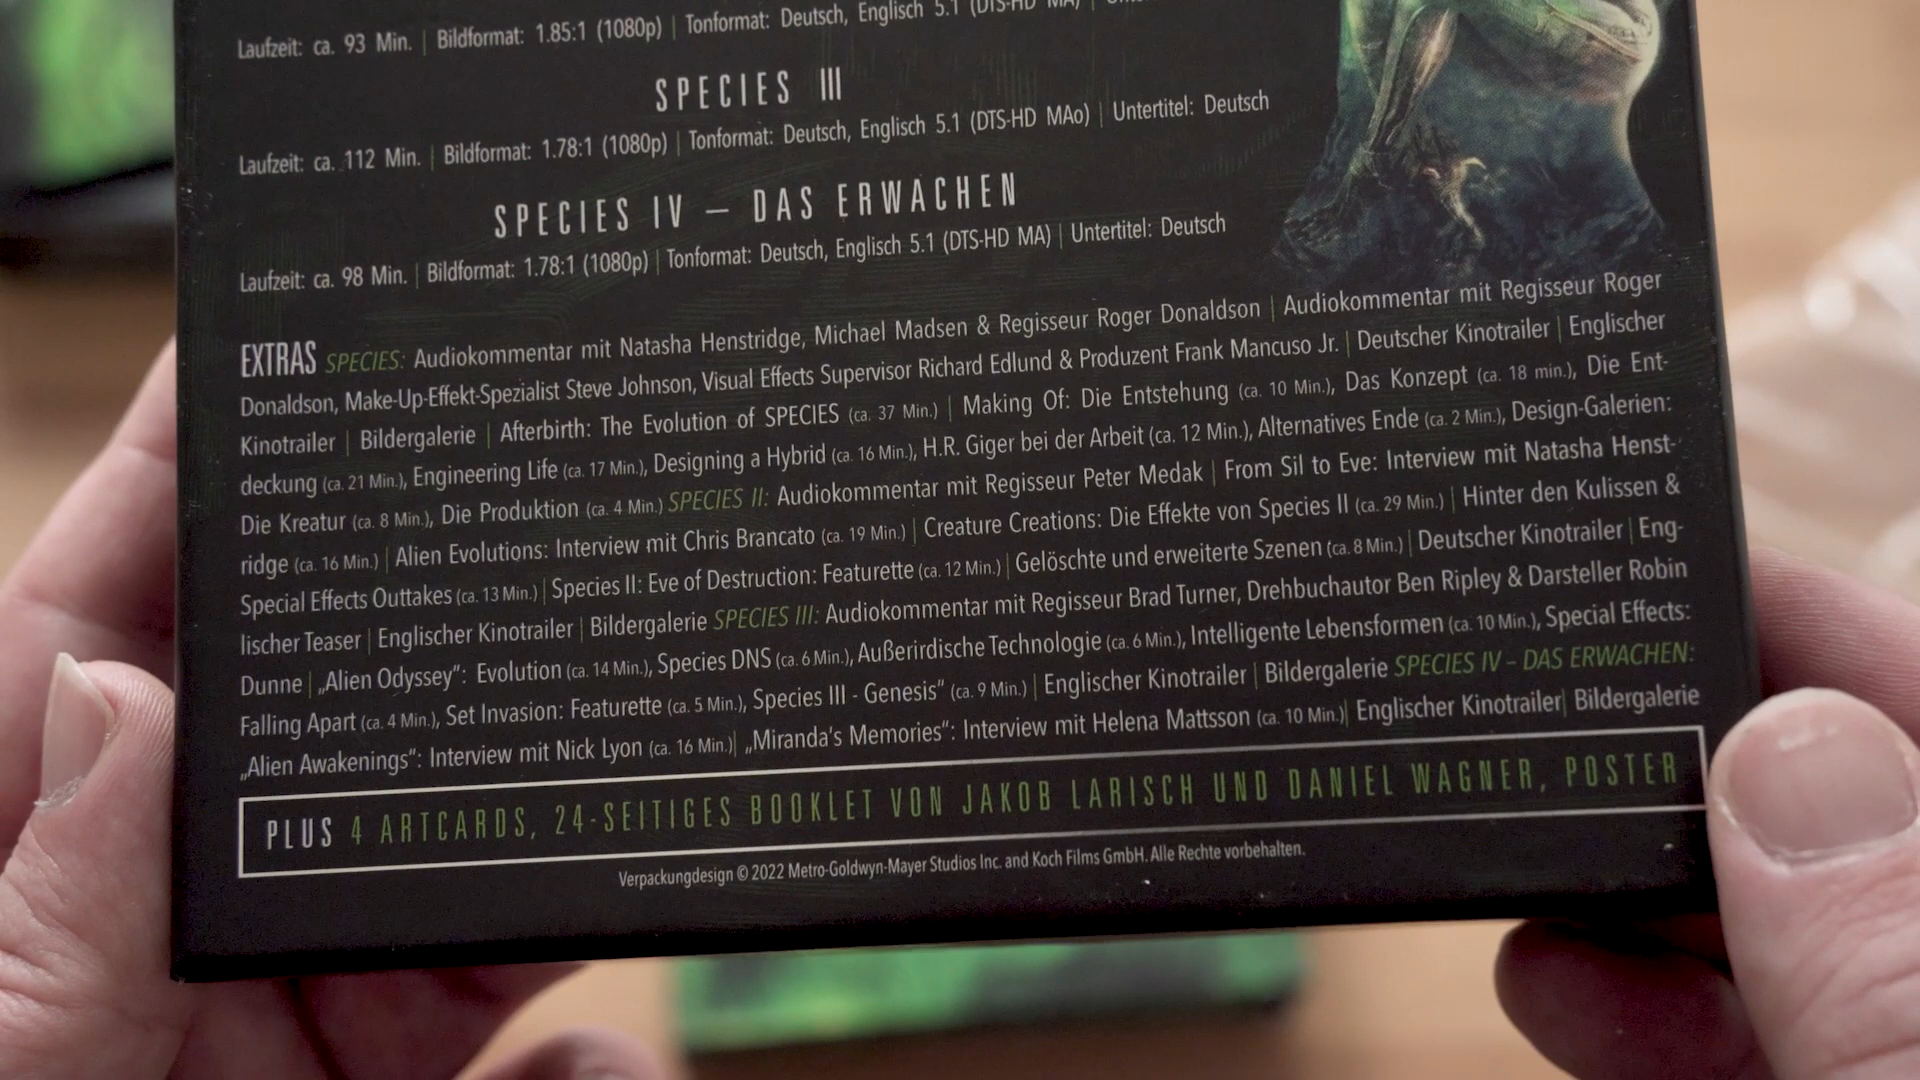 Laufzeit: ca. 93 Min. | Bildformat: 1.85:1 (1080p) | Tonformat: Deutsch, Englisch 5.1 (DTS-HD MA) |
SPECIES III
Laufzeit: ca. 112 Min. | Bildformat: 1.78:1 (1080p) | Tonformat: Deutsch, Englisch 5.1 (DTS-HD MAo) | Untertitel: Deutsch
SPECIES IV – DAS ERWACHEN
Laufzeit: ca. 98 Min. | Bildformat: 1.78:1 (1080p) | Tonformat: Deutsch, Englisch 5.1 (DTS-HD MA) | Untertitel: Deutsch
EXTRAS SPECIES: Audiokommentar mit Natasha Henstridge, Michael Madsen & Regisseur Roger Donaldson | Audiokommentar mit Regisseur Roger
Donaldson, Make-Up-Effekt-Spezialist Steve Johnson, Visual Effects Supervisor Richard Edlund & Produzent Frank Mancuso Jr. | Deutscher Kinotrailer | Englischer
Kinotrailer | Bildergalerie | Afterbirth: The Evolution of SPECIES (ca. 37 Min.) | Making Of: Die Entstehung (ca. 10 Min.), Das Konzept (ca. 18 min.), Die Ent-
deckung (ca. 21 Min.), Engineering Life (ca. 17 Min.), Designing a Hybrid (ca. 16 Min.), H.R. Giger bei der Arbeit (ca. 12 Min.), Alternatives Ende (ca. 2 Min.), Design-Galerien:
Die Kreatur (ca. 8 Min.), Die Produktion (ca. 4 Min.) SPECIES II: Audiokommentar mit Regisseur Peter Medak | From Sil to Eve: Interview mit Natasha Henst-
ridge (ca. 16 Min.) | Alien Evolutions: Interview mit Chris Brancato (ca. 19 Min.) | Creature Creations: Die Effekte von Species II (ca. 29 Min.) | Hinter den Kulissen &
Special Effects Outtakes (ca. 13 Min.) | Species II: Eve of Destruction: Featurette (ca. 12 Min.) | Gelöschte und erweiterte Szenen (ca. 8 Min.) | Deutscher Kinotrailer | Eng-
lischer Teaser | Englischer Kinotrailer | Bildergalerie SPECIES III: Audiokommentar mit Regisseur Brad Turner, Drehbuchautor Ben Ripley & Darsteller Robin
Dunne | „Alien Odyssey“: Evolution (ca. 14 Min.), Species DNS (ca. 6 Min.), Außerirdische Technologie (ca. 6 Min.), Intelligente Lebensformen (ca. 10 Min.), Special Effects:
Falling Apart (ca. 4 Min.), Set Invasion: Featurette (ca. 5 Min.), Species III - Genesis“ (ca. 9 Min.) | Englischer Kinotrailer | Bildergalerie SPECIES IV – DAS ERWACHEN:
„Alien Awakenings“: Interview mit Nick Lyon (ca. 16 Min.)| „Miranda's Memories“: Interview mit Helena Mattsson (ca. 10 Min.)| Englischer Kinotrailer| Bildergalerie
PLUS 4 ARTCARDS, 24-SEITIGES BOOKLET VON JAKOB LARISCH UND DANIEL WAGNER, POSTER
Verpackungdesign © 2022 Metro-Goldwyn-Mayer Studios Inc. and Koch Films GmbH. Alle Rechte vorbehalten.